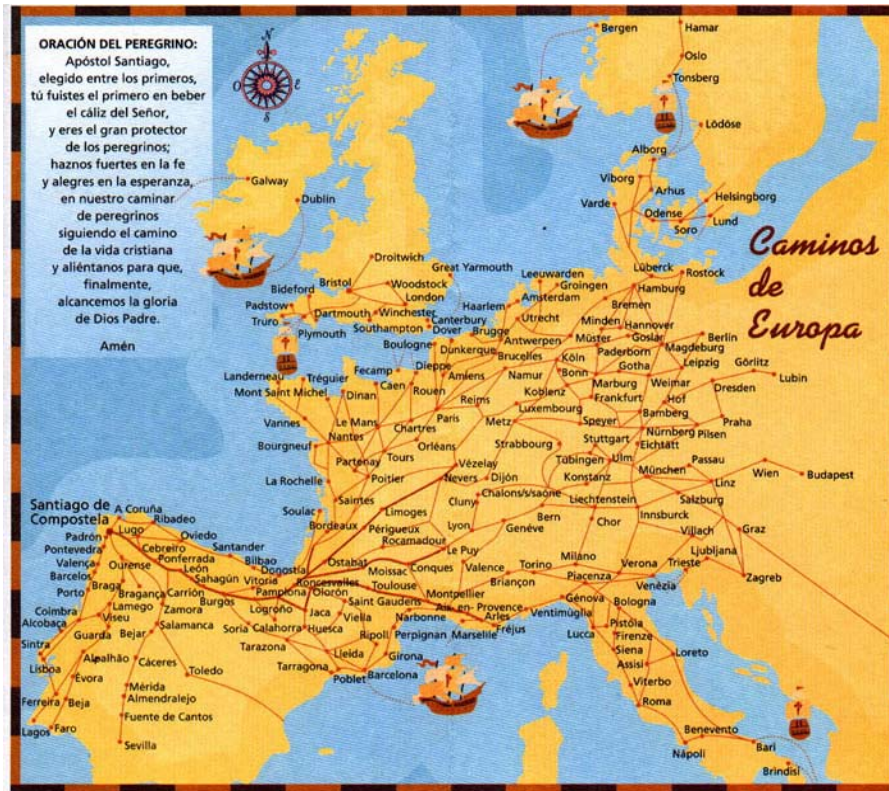 ORACIÓN DEL PEREGRINO:
Apóstol Santiago,
elegido entre los primeros,
tú fuistes el primero en beber
el cáliz del Señor,
y eres el gran protector
de los peregrinos;
haznos fuertes en la fe
y alegres en la esperanza,
en nuestro caminar
de peregrinos
siguiendo el camino
de la vida cristiana
y aliéntanos para que,
finalmente,
alcancemos la gloria
de Dios Padre.
Amén
N
O
E
S
Caminos
de
Europa
Bergen
Hamar
Oslo
Tonsberg
Lödöse
Alborg
Viborg
Arhus
Varde
Helsingborg
Odense
Lund
Soro
Galway
Dublín
Droitwich
Great Yarmouth
Bristol
Woodstock
Bideford
London
Padstow
Dartmouth
Winchester
Canterbury
Truro
Plymouth
Southampton
Dover
Boulogne
Leeuwarden
Groingen
Lüberck
Rostock
Hamburg
Haarlem
Amsterdam
Bremen
Utrecht
Brugge
Minden
Hannover
Antwerpen
Müster
Goslar
Berlin
Dunkerque
Magdeburg
Bruselles
Köln
Paderborn
Leipzig
Görlitz
Fecamp
Dieppe
Landerneau
Tréguier
Amiens
Namur
Bonn
Gotha
Lubin
Mont Saint Michel
Dinan
Caen
Rouen
Koblenz
Marburg
Weimar
Dresden
Reims
Frankfurt
Hof
Luxembourg
Vannes
Le Mans
Paris
Metz
Speyer
Bamberg
Praha
Chartres
Nürnberg
Pilsen
Bourgneuf
Nantes
Orléans
Strabbourg
Stuttgart
Eichtätt
Tours
Partenay
Vézelay
Tübingen
Ulm
Passau
Poitier
Nevers
Dijón
München
La Rochelle
Konstanz
Linz
Wien
Budapest
Saintes
Chalons/s/saône
Cluny
Liechtenstein
Salzburg
Soulac
Limoges
Bern
Innsburck
Bordeaux
Lyon
Genéve
Chor
Graz
Périgueux
Villach
Rocamadour
Ljubljana
Le Puy
Milano
Verona
Ostabat
Moissac
Conques
Valence
Torino
Trieste
Zagreb
Briançon
Piacenza
Venézia
Santiago de
Compostela
A Coruña
Ribadeo
Lugo
Oviedo
Padrón
Santander
Pontevedra
Cebreiro
Bilbao
Valença
Ourense
Ponferrada
Donostia
León
Roncesvalles
Toulouse
Montpellier
Barcelos
Sahagún
Vitoria
Porto
Braga
Carrión
Pamplona
Olorón
Saint Gaudens
Aix-en-Provence
Génova
Bologna
Bragança
Burgos
Logroño
Jaca
Viella
Narbonne
Arles
Ventimùglia
Coimbra
Lamego
Zamora
Perpignan
Marselile
Fréjus
Pistóla
Alcobaça
Viseu
Salamanca
Soria
Calahorra
Huesca
Ripoll
Lucca
Firenze
Guarda
Bejar
Tarazona
Lleida
Girona
Siena
Loreto
Sintra
Alpalhão
Cáceres
Toledo
Tarragona
Poblet
Barcelona
Assisi
Lisboa
Évora
Mérida
Viterbo
Ferreira
Beja
Almendralejo
Roma
Lagos
Faro
Fuente de Cantos
Benevento
Sevilla
Nápoli
Bari
Brindisl